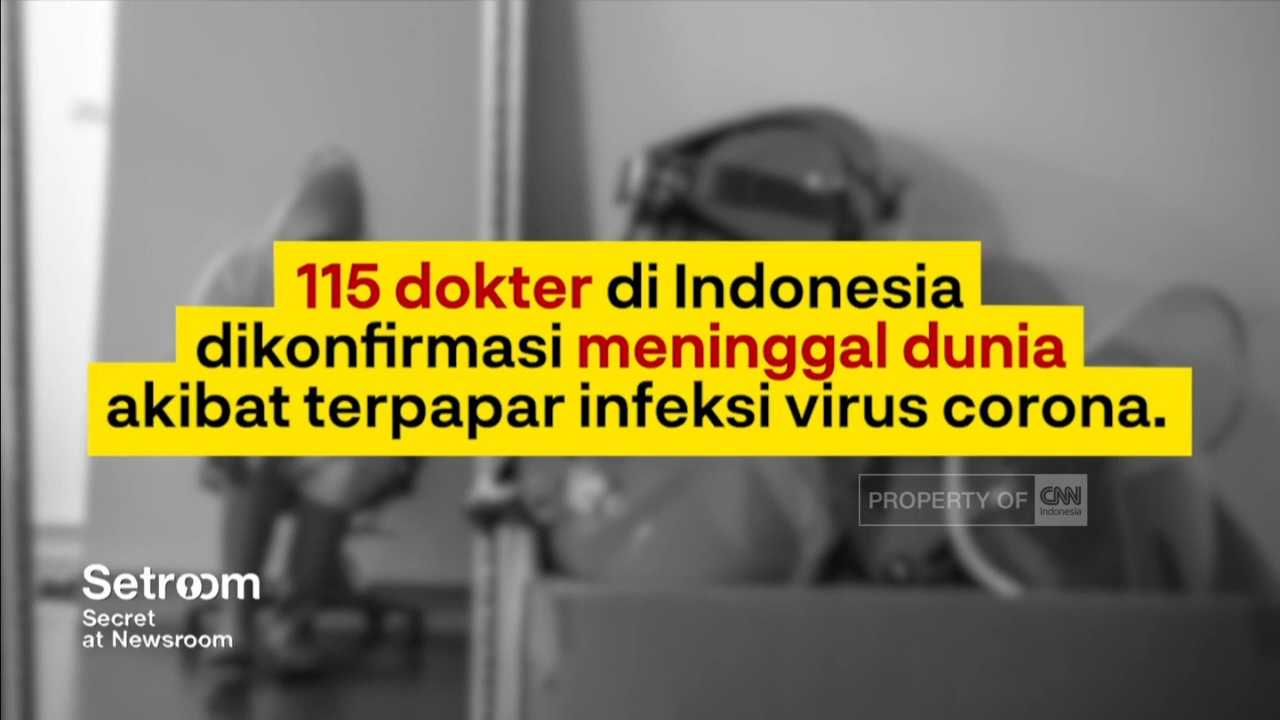 115 dokter di Indonesia
dikonfirmasi meninggal dunia
akibat terpapar infeksi virus corona.
PROPERTY OF CNN Indonesia
Setroom
Secret
at Newsroom